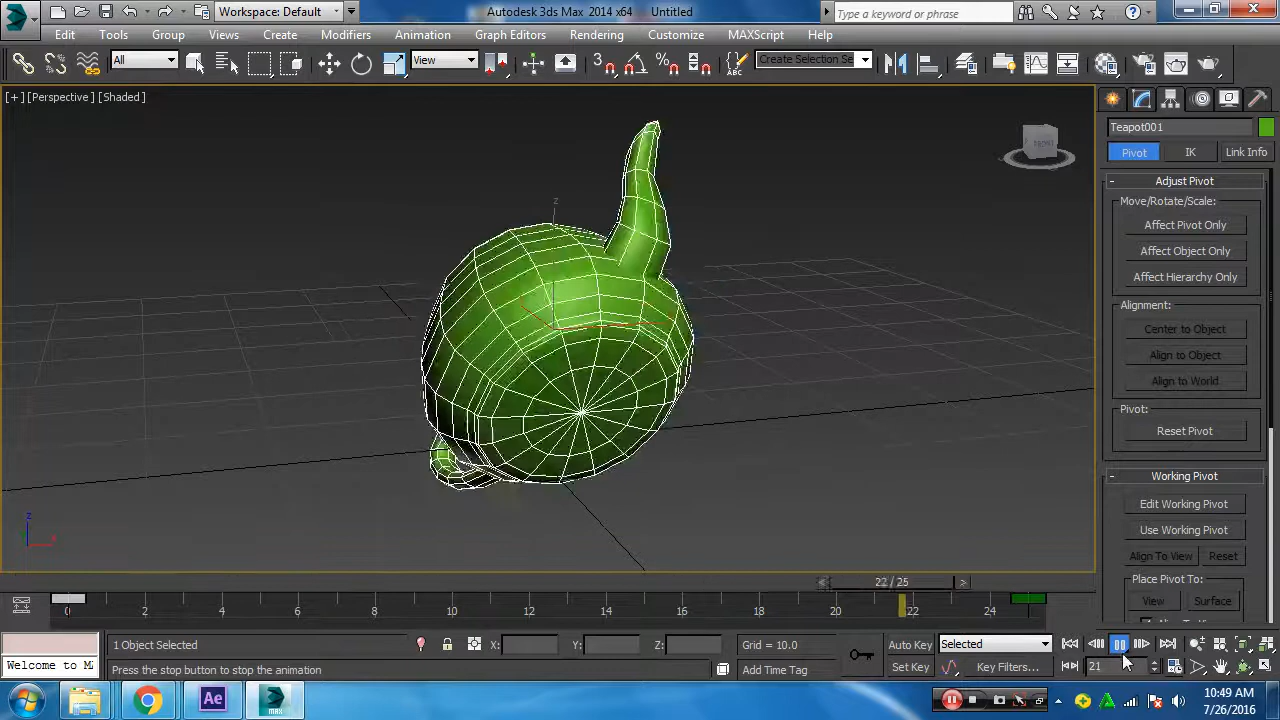 Workspace: Default
Autodesk 3ds Max 2014 x64 Untitled
Type a keyword or phrase
Edit Tools Group Views Create Modifiers Animation Graph Editors Rendering Customize MAXScript Help
All
View
3
ABC
Create Selection Se
[+] [Perspective] [Shaded]
Teapot001
Pivot IK Link Info
- Adjust Pivot
Move/Rotate/Scale:
Affect Pivot Only
Affect Object Only
Affect Hierarchy Only
Alignment:
Center to Object
Align to Object
Align to World
Pivot:
Reset Pivot
- Working Pivot
Edit Working Pivot
Use Working Pivot
Align To View Reset
Place Pivot To:
View Surface
z
z
x
22 / 25
0 2 4 6 8 10 12 14 16 18 20 22 24
1 Object Selected
X: Y: Z:
Grid = 10.0
Auto Key
Selected
Welcome to M
Press the stop button to stop the animation
Add Time Tag
Set Key
Key Filters...
21
Ae
MAX
10:49 AM
7/26/2016